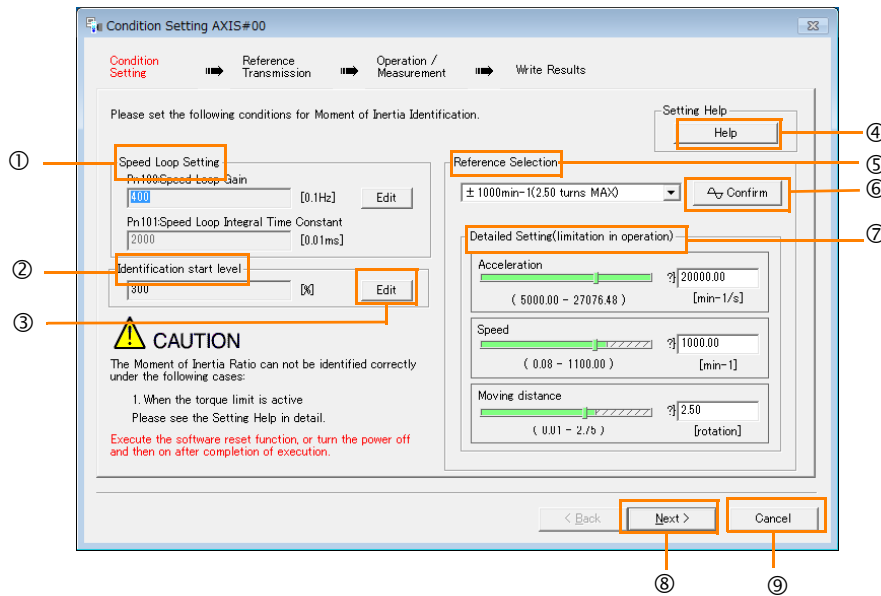 Condition Setting AXIS#00
Condition
Setting
Reference
Transmission
Operation /
Measurement
Write Results
Please set the following conditions for Moment of Inertia Identification.
Setting Help
Help
④
①
Speed Loop Setting
Pn100:Speed Loop Gain
400
[0.1Hz]
Edit
Pn101:Speed Loop Integral Time Constant
2000
[0.01ms]
②
Identification start level
300
[%]
Edit
③
CAUTION
The Moment of Inertia Ratio can not be identified correctly
under the following cases:
1. When the torque limit is active
Please see the Setting Help in detail.
Execute the software reset function, or turn the power off
and then on after completion of execution.
Reference Selection
⑤
± 1000min-1(2.50 turns MAX)
Confirm
⑥
Detailed Setting(limitation in operation)
⑦
Acceleration
?} 20000.00
( 5000.00 - 27076.48 )
[min-1/s]
Speed
?} 1000.00
( 0.08 - 1100.00 )
[min-1]
Moving distance
?} 2.50
( 0.01 - 2.75 )
[rotation]
< Back
Next >
Cancel
⑧
⑨